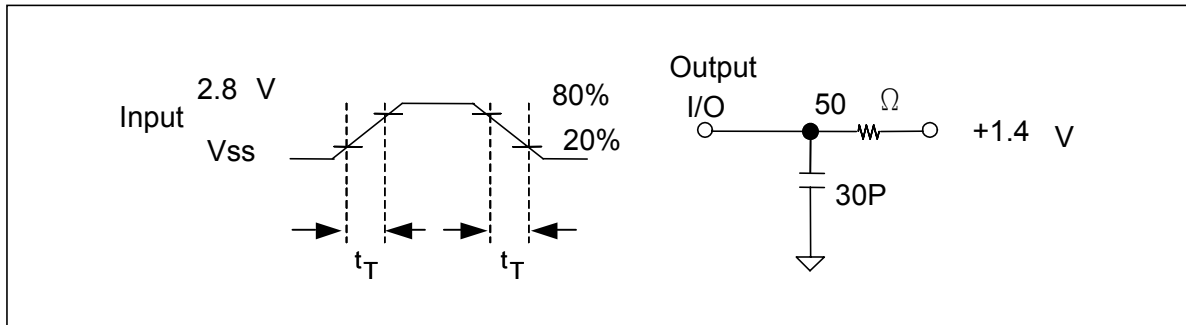 2.8 V
Input
Vss
80%
20%
tT
tT
Output
I/O
50 Ω
+1.4 V
30P